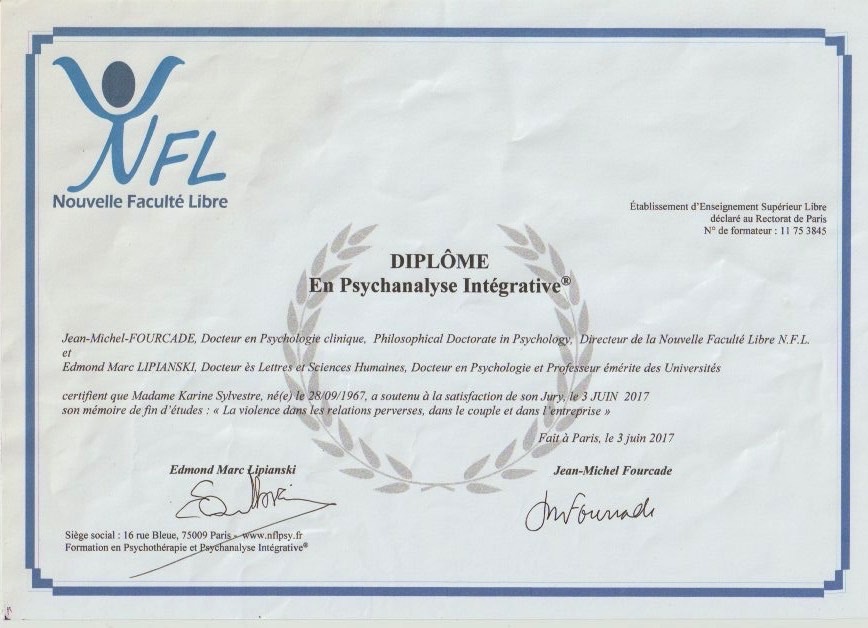 NFL
Nouvelle Faculté Libre
Établissement d'Enseignement Supérieur Libre
déclaré au Rectorat de Paris
N° de formateur : 11 75 3845
DIPLÔME
En Psychanalyse Intégrative®
Jean-Michel-FOURCADE, Docteur en Psychologie clinique, Philosophical Doctorate in Psychology, Directeur de la Nouvelle Faculté Libre N.F.L.
et
Edmond Marc LIPIANSKI, Docteur ès Lettres et Sciences Humaines, Docteur en Psychologie et Professeur émérite des Universités
certifient que Madame Karine Sylvestre, né(e) le 28/09/1967, a soutenu à la satisfaction de son Jury, le 3 JUIN 2017
son mémoire de fin d'études : « La violence dans les relations perverses, dans le couple et dans l'entreprise »
Fait à Paris, le 3 juin 2017
Edmond Marc Lipianski
Jean-Michel Fourcade
JmFourcade
Siège social : 16 rue Bleue, 75009 Paris - www.nflpsy.fr
Formation en Psychothérapie et Psychanalyse Intégrative®